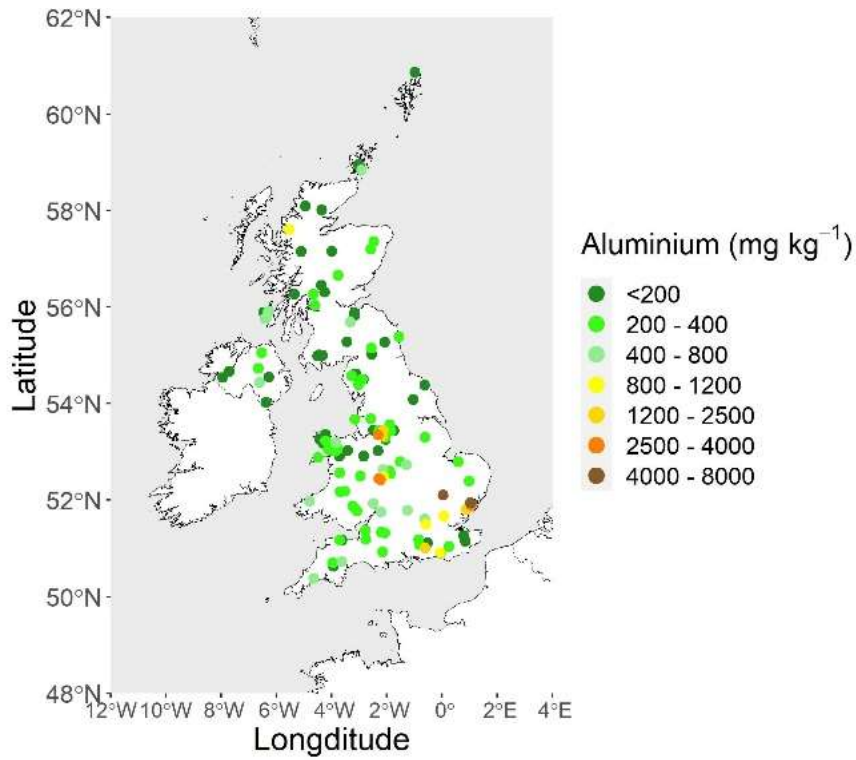 62°N
60°N
58°N
56°N
54°N
52°N
50°N
48°N
Latitude
12°W 10°W 8°W 6°W 4°W 2°W 0° 2°E 4°E
Longditude
Aluminium (mg kg⁻¹)
<200
200 - 400
400 - 800
800 - 1200
1200 - 2500
2500 - 4000
4000 - 8000